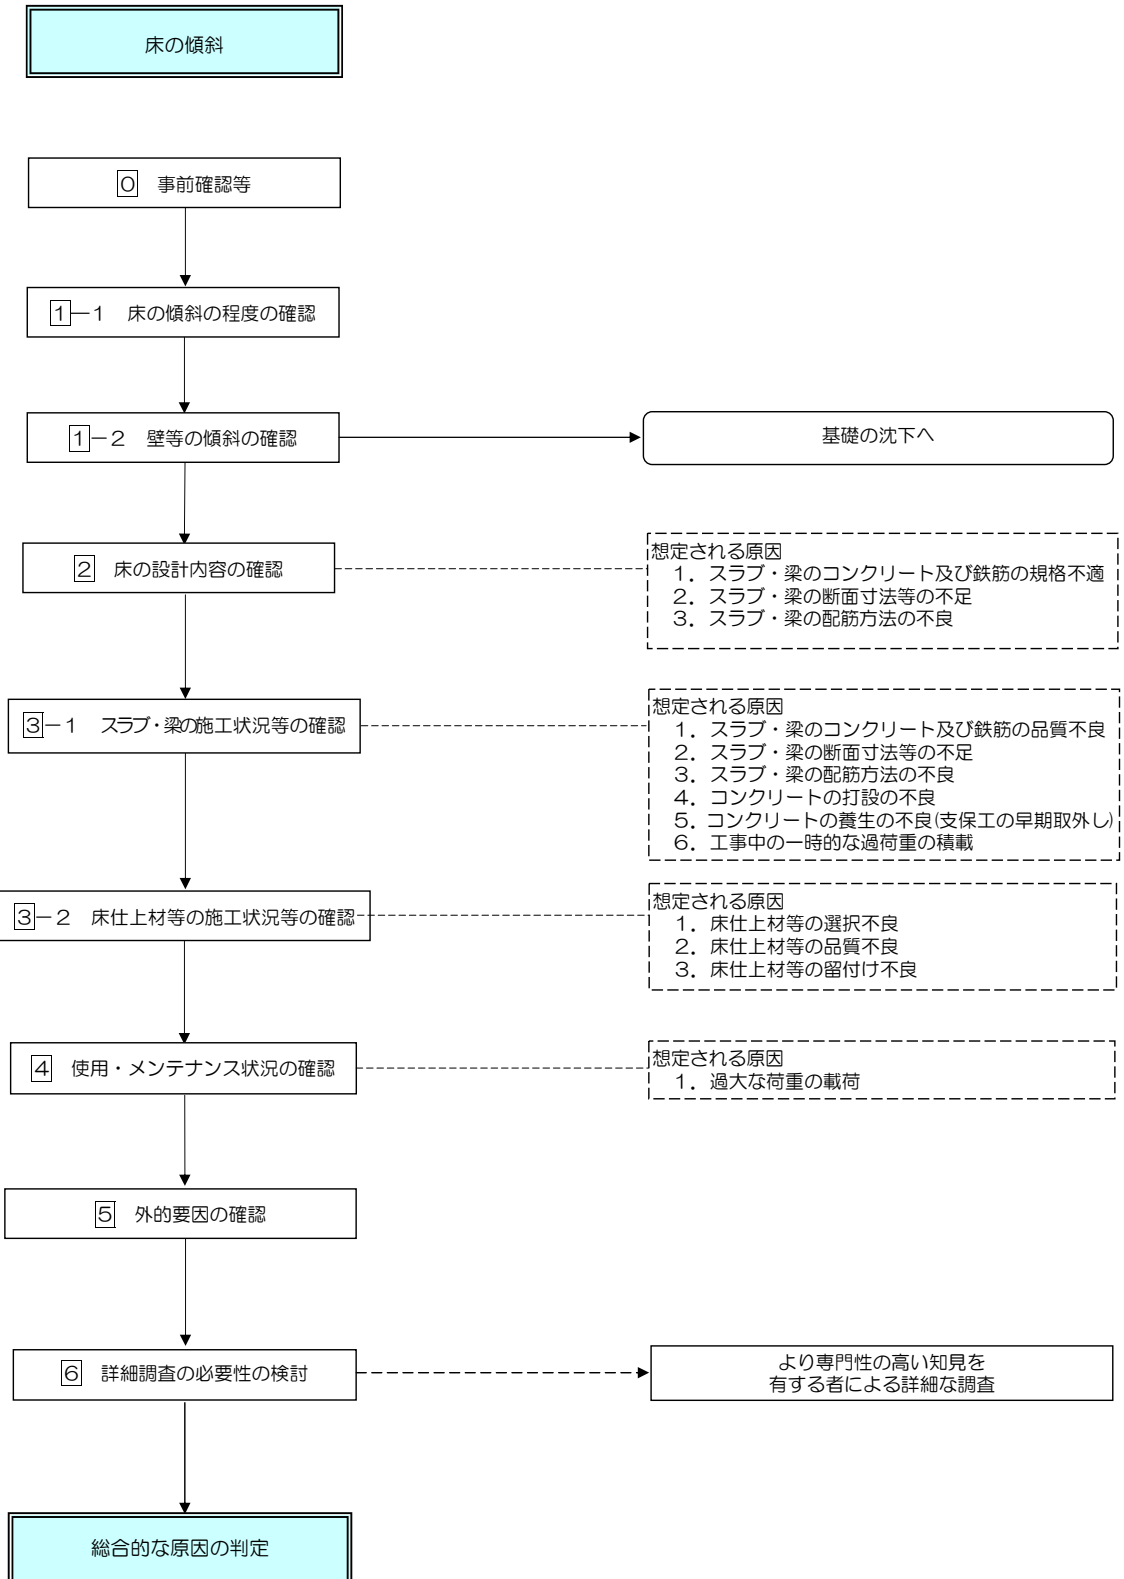 床の傾斜
0 事前確認等
1－1 床の傾斜の程度の確認
1－2 壁等の傾斜の確認
基礎の沈下へ
2 床の設計内容の確認
想定される原因
1．スラブ・梁のコンクリート及び鉄筋の規格不適
2．スラブ・梁の断面寸法等の不足
3．スラブ・梁の配筋方法の不良
3－1 スラブ・梁の施工状況等の確認
想定される原因
1．スラブ・梁のコンクリート及び鉄筋の品質不良
2．スラブ・梁の断面寸法等の不足
3．スラブ・梁の配筋方法の不良
4．コンクリートの打設の不良
5．コンクリートの養生の不良(支保工の早期取外し)
6．工事中の一時的な過荷重の積載
3－2 床仕上材等の施工状況等の確認
想定される原因
1．床仕上材等の選択不良
2．床仕上材等の品質不良
3．床仕上材等の留付け不良
4 使用・メンテナンス状況の確認
想定される原因
1．過大な荷重の載荷
5 外的要因の確認
6 詳細調査の必要性の検討
より専門性の高い知見を
有する者による詳細な調査
総合的な原因の判定